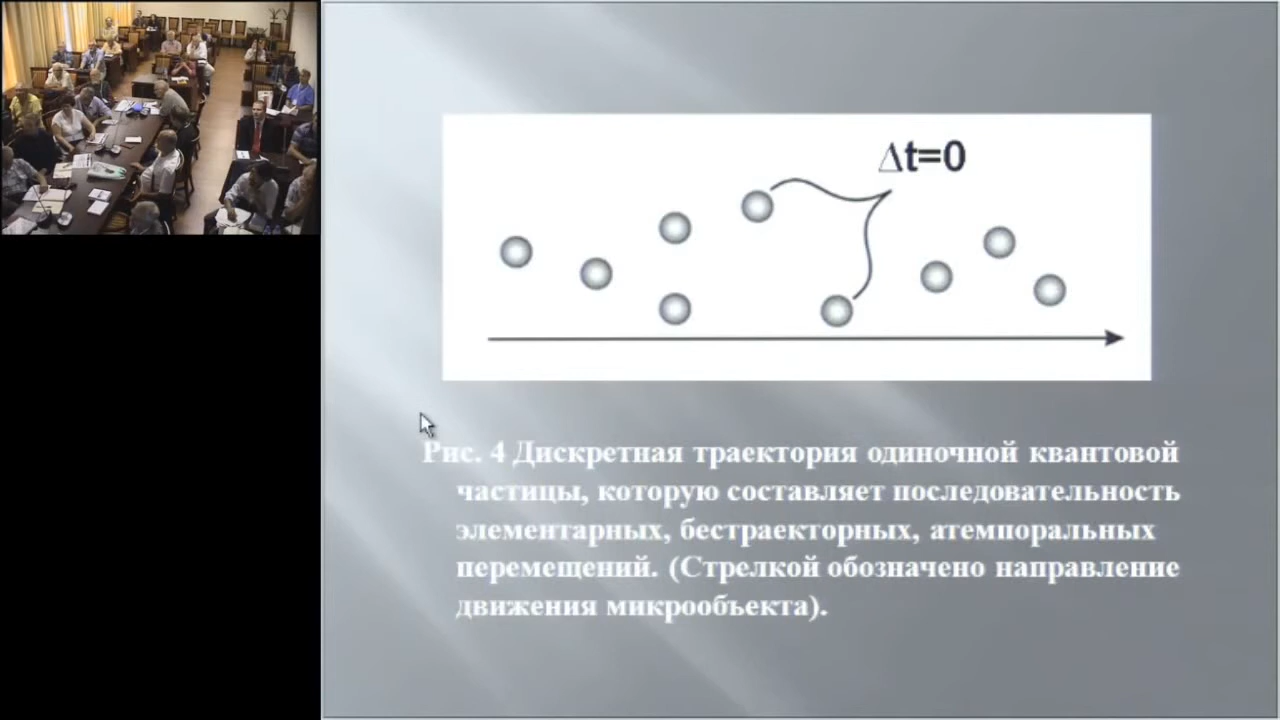 Δt=0
Рис. 4 Дискретная траектория одиночной квантовой
частицы, которую составляет последовательность
элементарных, бестраекторных, атемпоральных
перемещений. (Стрелкой обозначено направление
движения микрообъекта).